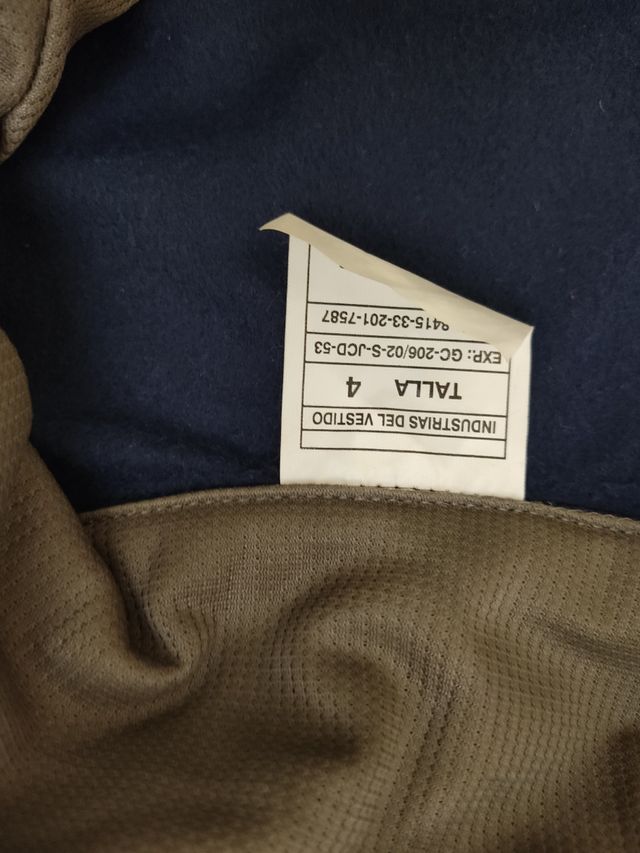 INDUSTRIAS DEL VESTIDO
TALLA 4
EXP.: GC-206/02-S-JCD-53
8415-33-201-7587